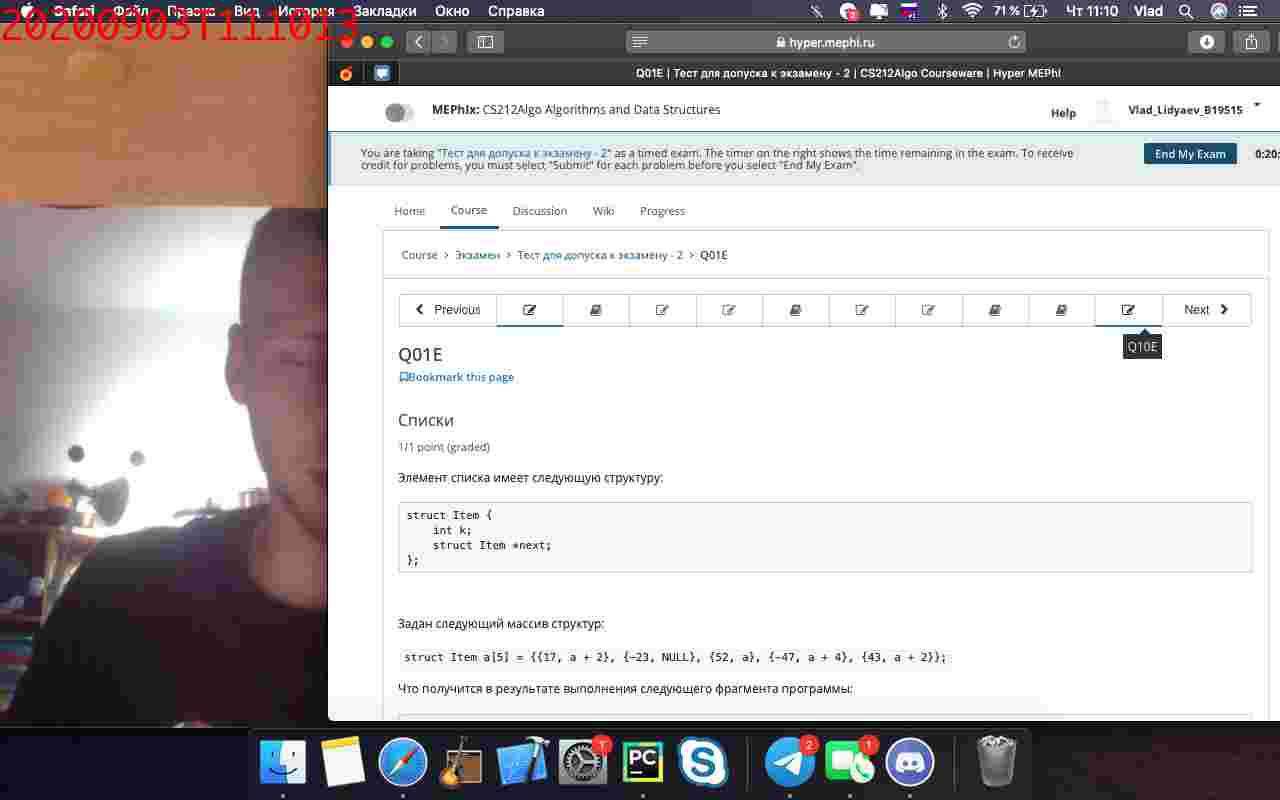 20200903T111013
Safari Файл Правка Вид История Закладки Окно Справка
71 % Чт 11:10 Vlad
hyper.mephi.ru
Q01E | Тест для допуска к экзамену - 2 | CS212Algo Courseware | Hyper MEPhI
MEPhIx: CS212Algo Algorithms and Data Structures
Help Vlad_Lidyaev_B19515
You are taking "Тест для допуска к экзамену - 2" as a timed exam. The timer on the right shows the time remaining in the exam. To receive
credit for problems, you must select "Submit" for each problem before you select "End My Exam".
End My Exam 0:20:
Home Course Discussion Wiki Progress
Course > Экзамен > Тест для допуска к экзамену - 2 > Q01E
Previous Next
Q10E
Q01E
Bookmark this page
Списки
1/1 point (graded)
Элемент списка имеет следующую структуру:
struct Item {
int k;
struct Item *next;
};
Задан следующий массив структур:
struct Item a[5] = {{17, a + 2}, {-23, NULL}, {52, a}, {-47, a + 4}, {43, a + 2}};
Что получится в результате выполнения следующего фрагмента программы:
PC
1
2
1